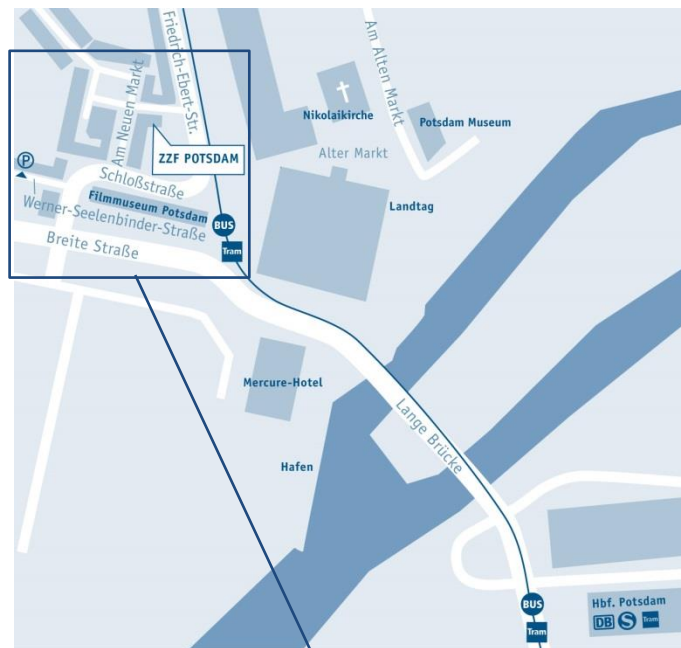 Friedrich-Ebert-Str.
Am Neuen Markt
ZZF POTSDAM
Nikolaikirche
Am Alten Markt
Potsdam Museum
Alter Markt
P
Schloßstraße
Filmmuseum Potsdam
Werner-Seelenbinder-Straße
Breite Straße
BUS
Tram
Landtag
Mercure-Hotel
Lange Brücke
Hafen
BUS
Tram
Hbf. Potsdam
DB S Tram